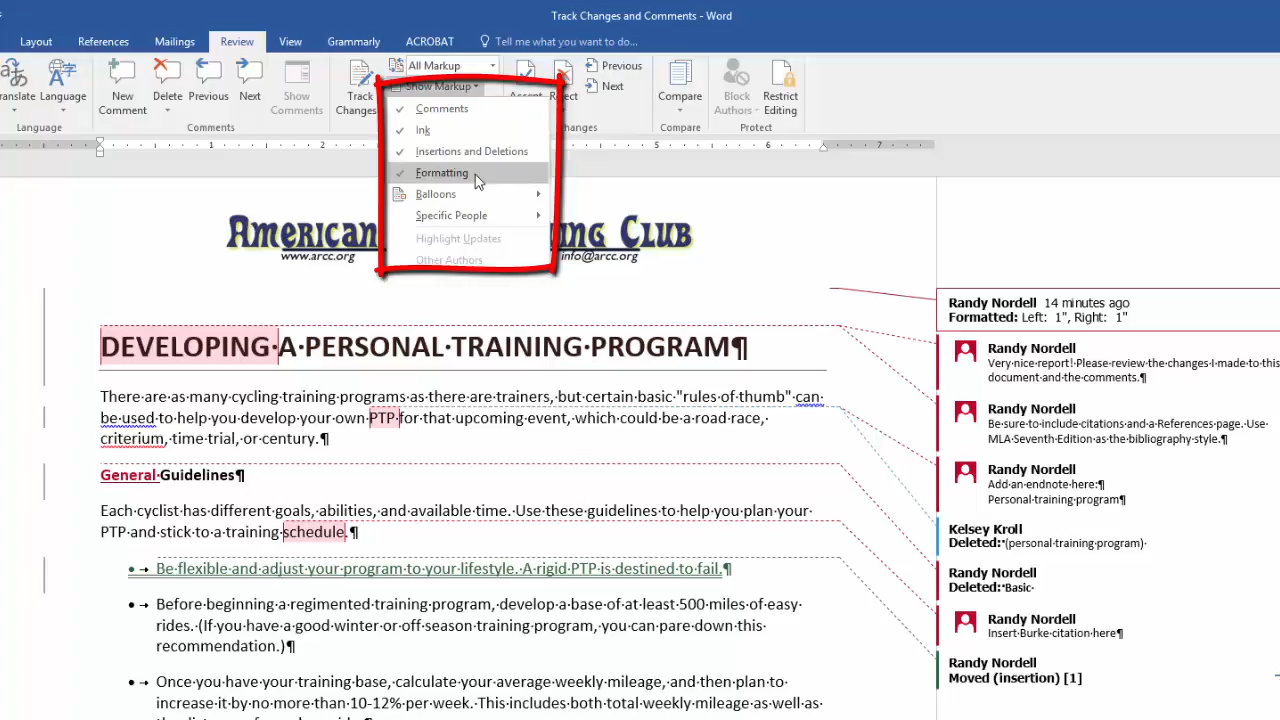 Track Changes and Comments - Word
Layout References Mailings Review View Grammarly ACROBAT Tell me what you want to do...
Language
New Comment
Delete
Previous
Next
Show Comments
Comments
Track Changes
All Markup
Show Markup
Previous
Next
Compare
Compare
Block Authors
Restrict Editing
Protect
Comments
Ink
Insertions and Deletions
Formatting
Balloons
Specific People
Highlight Updates
Other Authors
1 2 5 6 7
American ing Club
www.arcc.org info@arcc.org
DEVELOPING·A·PERSONAL·TRAINING·PROGRAM¶
There·are·as·many·cycling·training·programs·as·there·are·trainers,·but·certain·basic·"rules·of·thumb"·can·
be·used·to·help·you·develop·your·own·PTP·for·that·upcoming·event,·which·could·be·a·road·race,·
criterium,·time·trial,·or·century.¶
General·Guidelines¶
Each·cyclist·has·different·goals,·abilities,·and·available·time.·Use·these·guidelines·to·help·you·plan·your·
PTP·and·stick·to·a·training·schedule.¶
•→Be·flexible·and·adjust·your·program·to·your·lifestyle.·A·rigid·PTP·is·destined·to·fail.¶
•→Before·beginning·a·regimented·training·program,·develop·a·base·of·at·least·500·miles·of·easy·
rides.·(If·you·have·a·good·winter·or·off·season·training·program,·you·can·pare·down·this·
recommendation.)¶
•→Once·you·have·your·training·base,·calculate·your·average·weekly·mileage,·and·then·plan·to·
increase·it·by·no·more·than·10-12%·per·week.·This·includes·both·total·weekly·mileage·as·well·as·
Randy Nordell 14 minutes ago
Formatted: Left: 1", Right: 1"
Randy Nordell
Very·nice·report!·Please·review·the·changes·I·made·to·this
document·and·the·comments.¶
Randy Nordell
Be·sure·to·include·citations·and·a·References·page.·Use·
MLA·Seventh·Edition·as·the·bibliography·style.¶
Randy Nordell
Add·an·endnote·here:¶
Personal·training·program¶
Kelsey Kroll
Deleted:·(personal·training·program)·
Randy Nordell
Deleted:·Basic·
Randy Nordell
Insert·Burke·citation·here¶
Randy Nordell
Moved (insertion) [1]